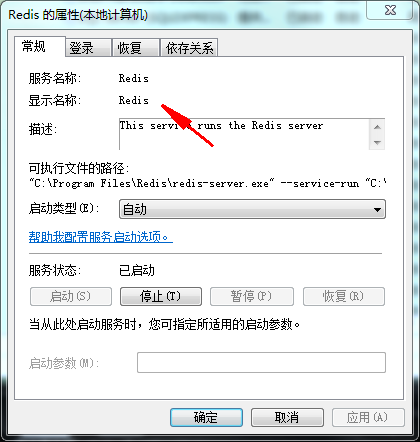 Redis 的属性(本地计算机)
常规 登录 恢复 依存关系
服务名称: Redis
显示名称: Redis
描述: This service runs the Redis server
可执行文件的路径:
"C:\Program Files\Redis\redis-server.exe" --service-run "C:\
启动类型(E): 自动
帮助我配置服务启动选项。
服务状态: 已启动
启动(S) 停止(T) 暂停(P) 恢复(R)
当从此处启动服务时，您可指定所适用的启动参数。
启动参数(M):
确定 取消 应用(A)